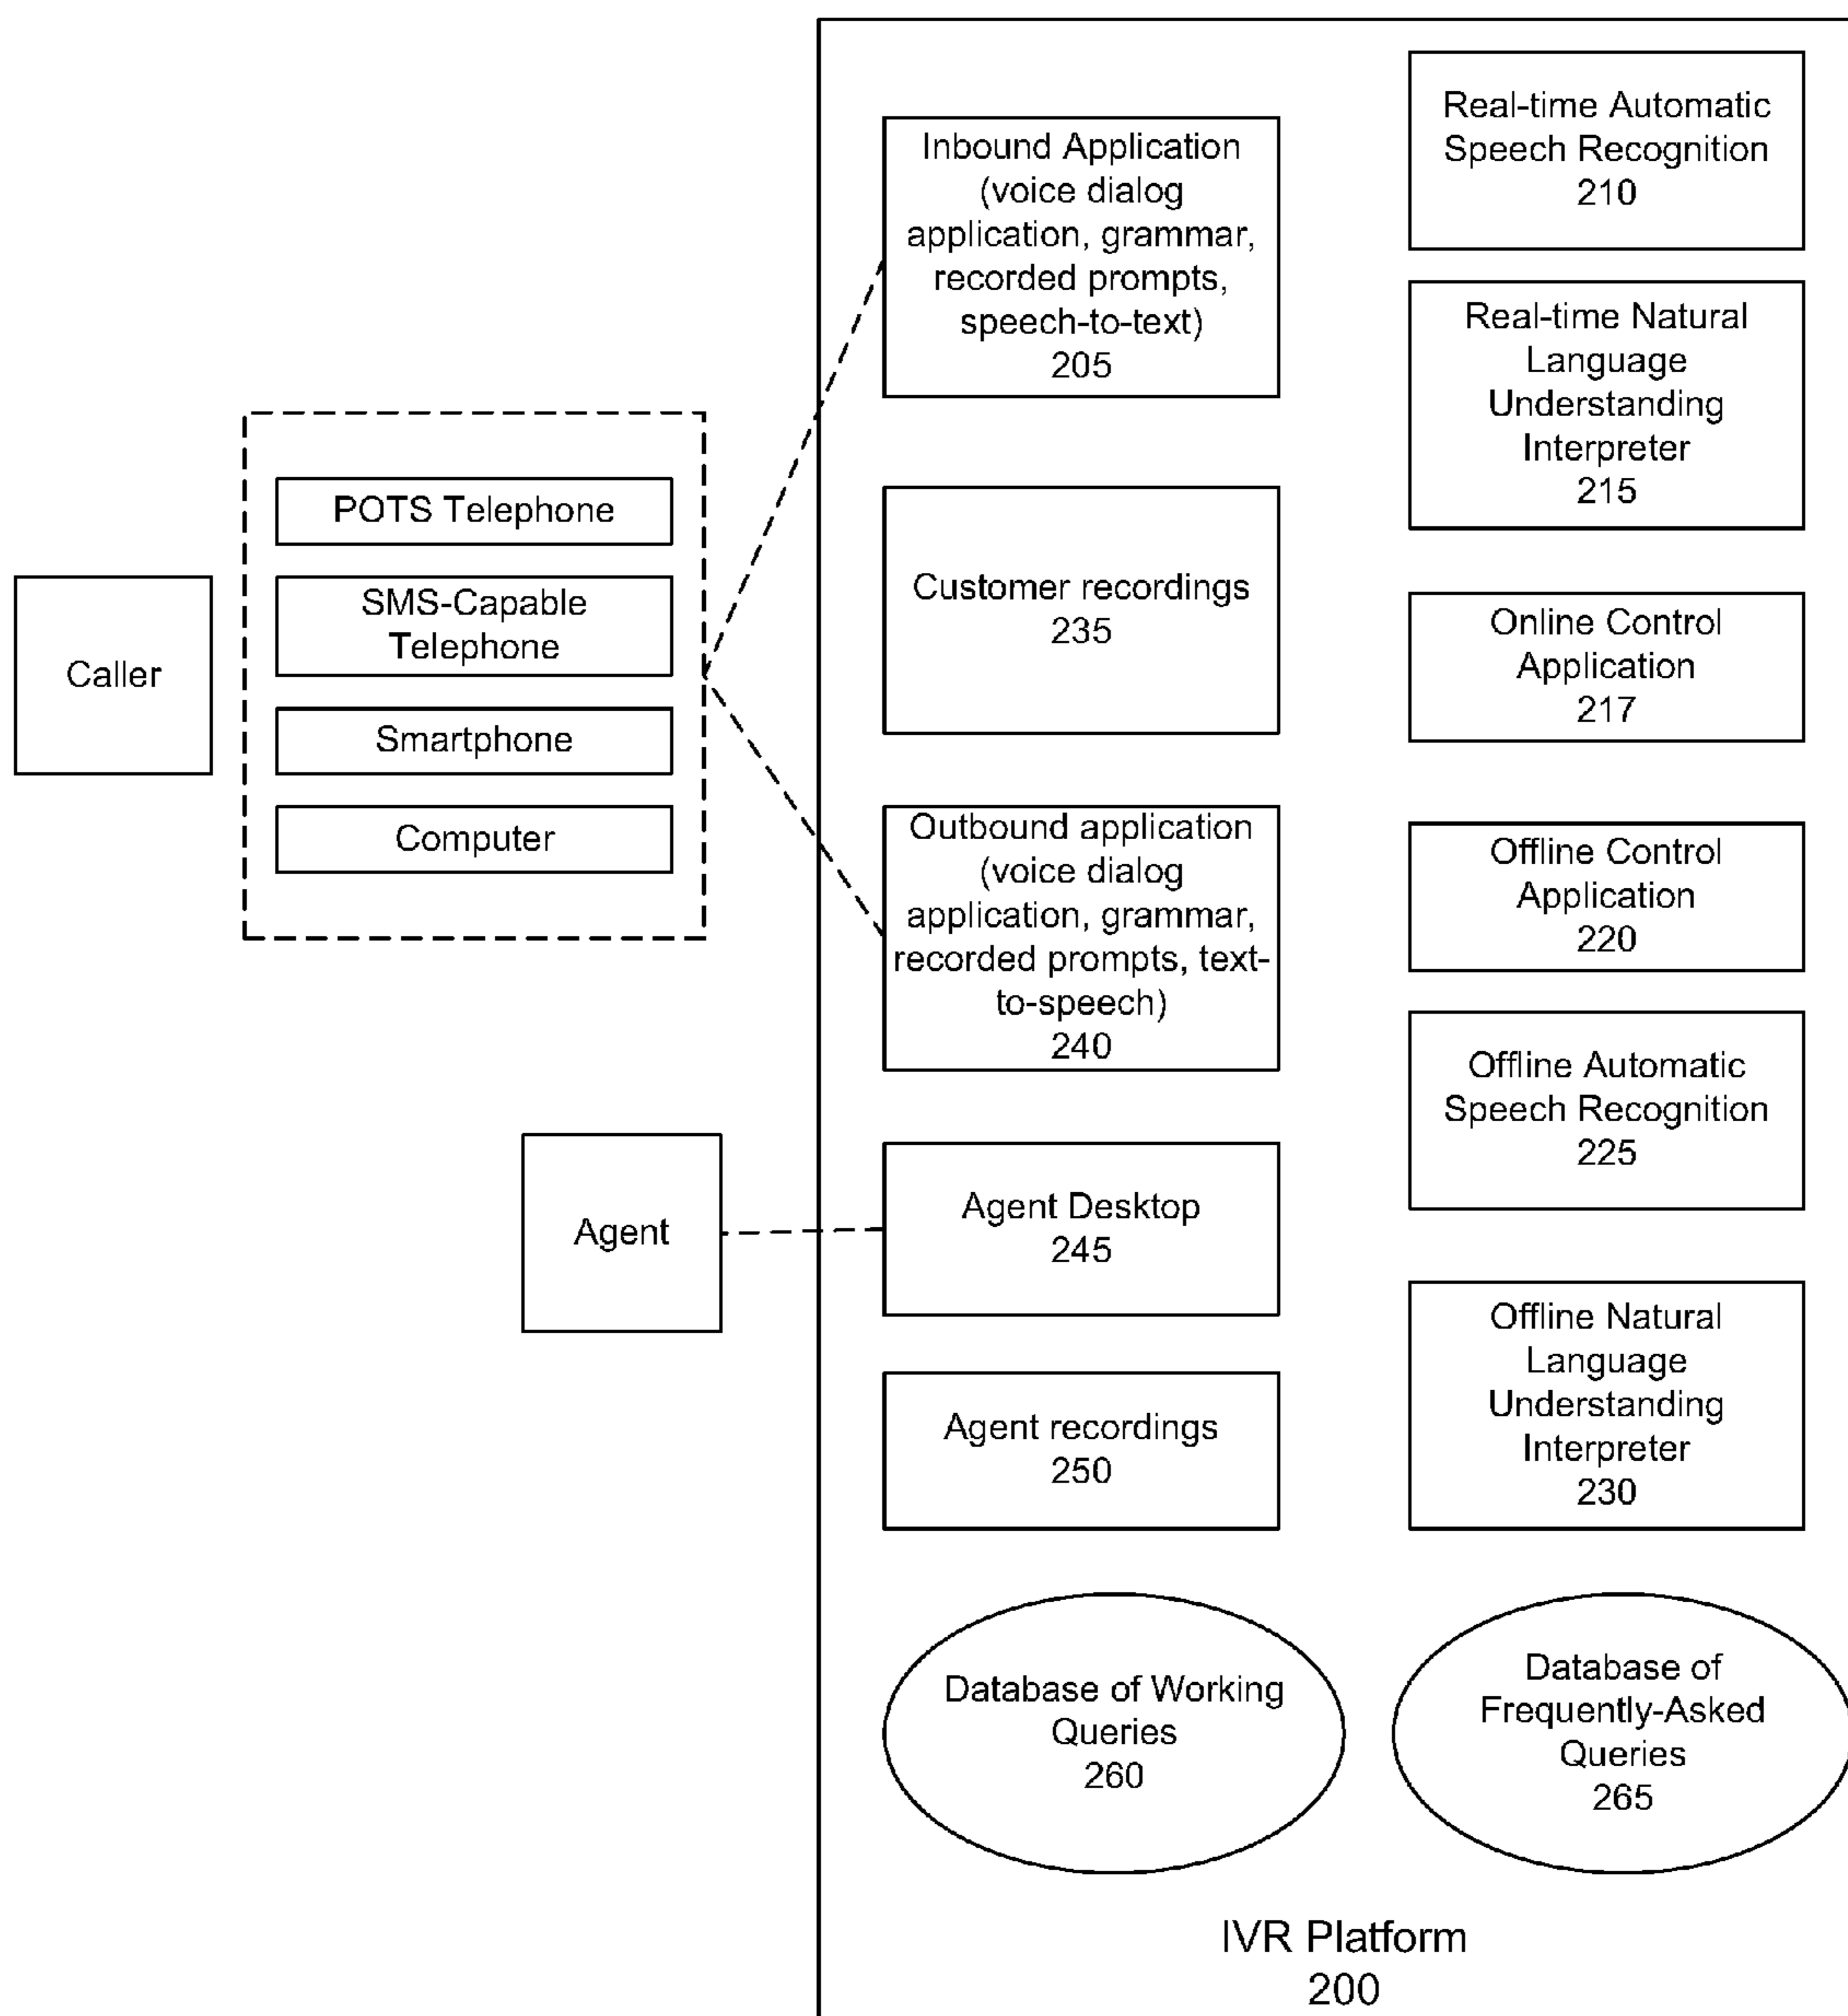 Caller
POTS Telephone
SMS-Capable
Telephone
Smartphone
Computer
Agent
Inbound Application
(voice dialog
application, grammar,
recorded prompts,
speech-to-text)
205
Customer recordings
235
Outbound application
(voice dialog
application, grammar,
recorded prompts, text-
to-speech)
240
Agent Desktop
245
Agent recordings
250
Real-time Automatic
Speech Recognition
210
Real-time Natural
Language
Understanding
Interpreter
215
Online Control
Application
217
Offline Control
Application
220
Offline Automatic
Speech Recognition
225
Offline Natural
Language
Understanding
Interpreter
230
Database of Working
Queries
260
Database of
Frequently-Asked
Queries
265
IVR Platform
200